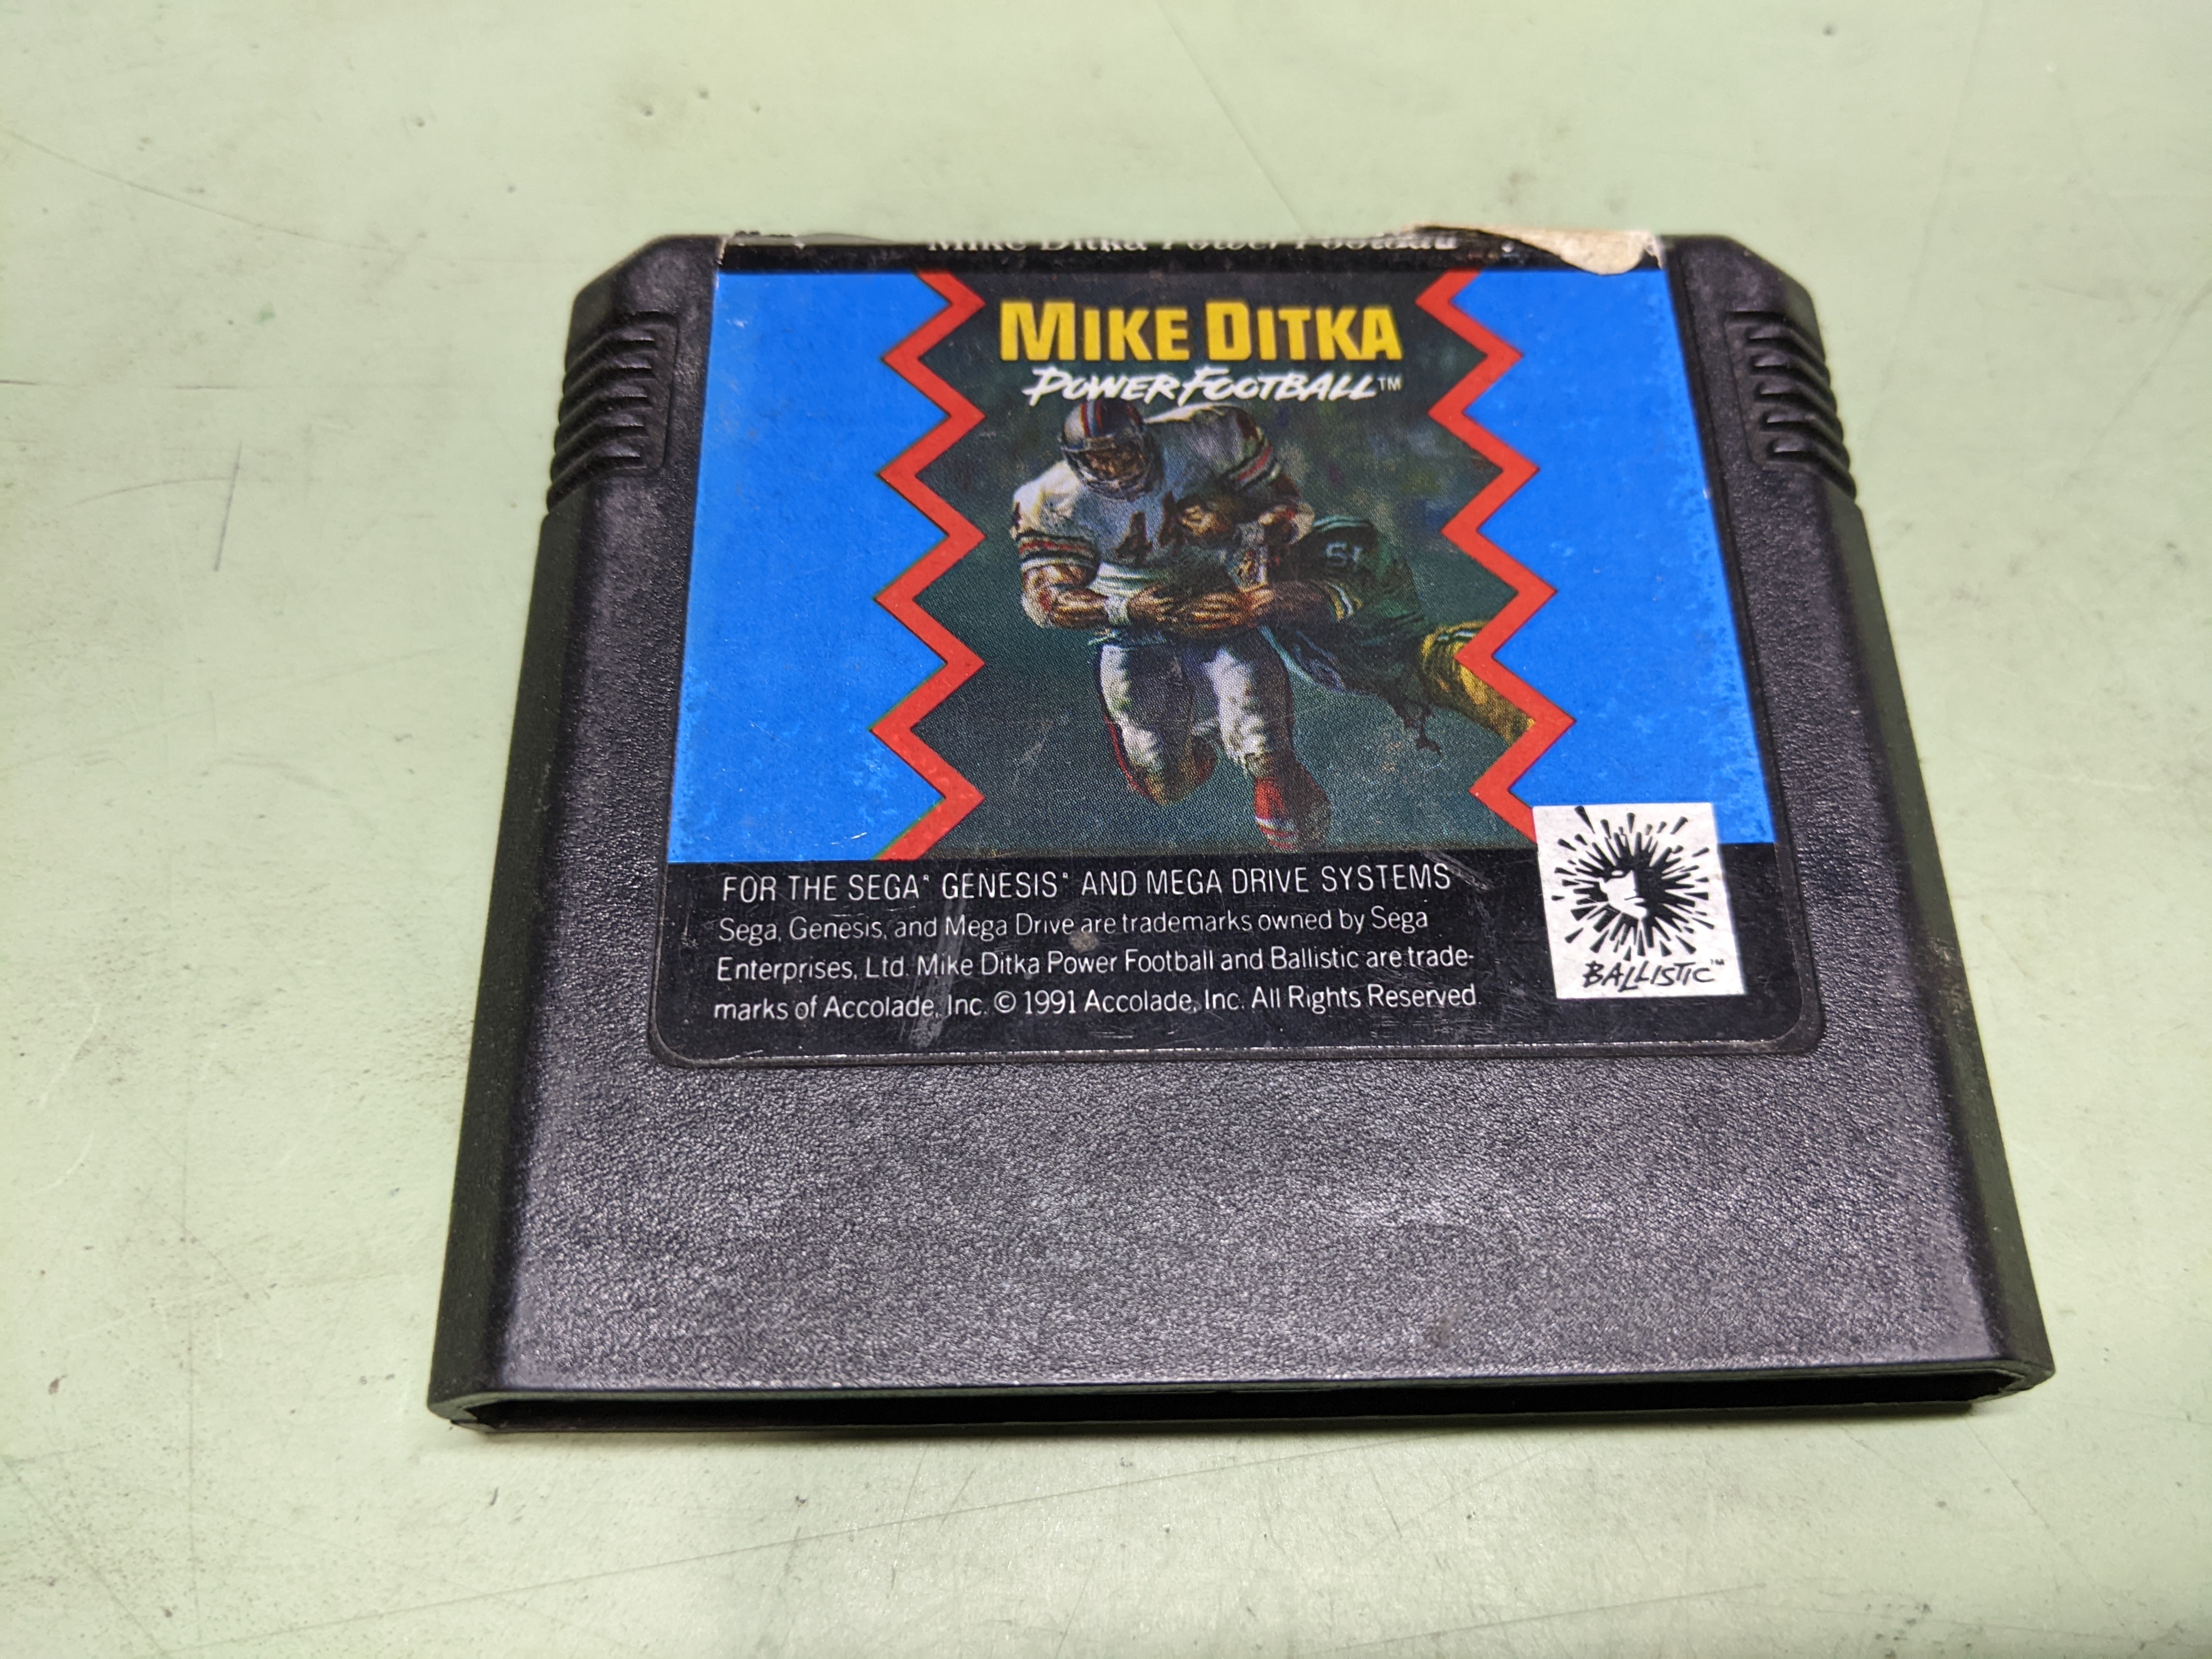 Mike Ditka Power Football
MIKE DITKA
POWER FOOTBALL™
44
51
FOR THE SEGA® GENESIS® AND MEGA DRIVE SYSTEMS
Sega, Genesis, and Mega Drive are trademarks owned by Sega
Enterprises, Ltd. Mike Ditka Power Football and Ballistic are trade-
marks of Accolade, Inc. © 1991 Accolade, Inc. All Rights Reserved.
BALLISTIC™